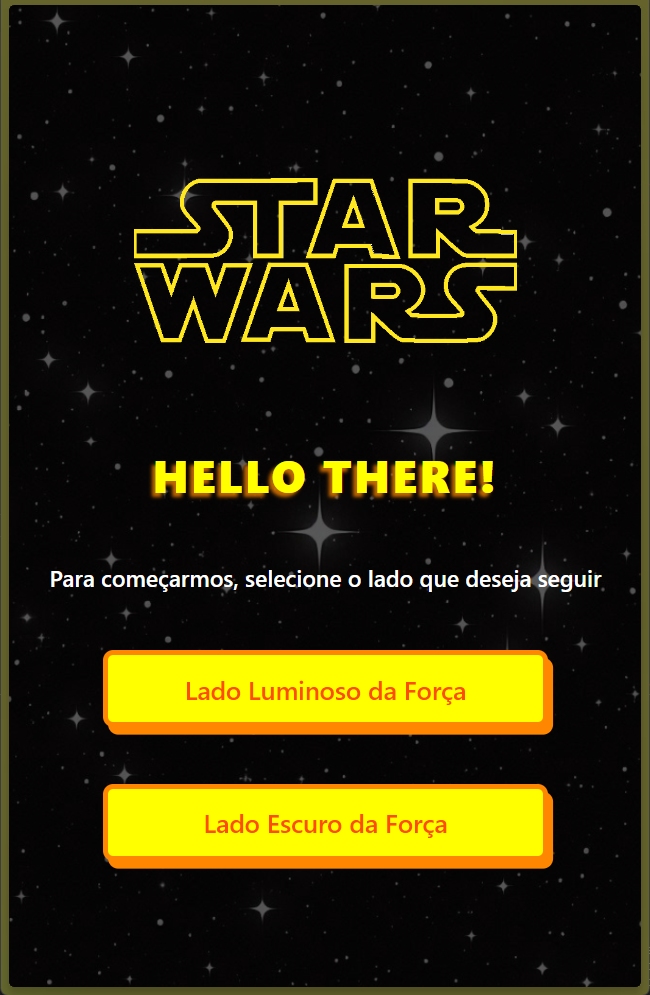 STAR
WARS
HELLO THERE!
Para começarmos, selecione o lado que deseja seguir
Lado Luminoso da Força
Lado Escuro da Força